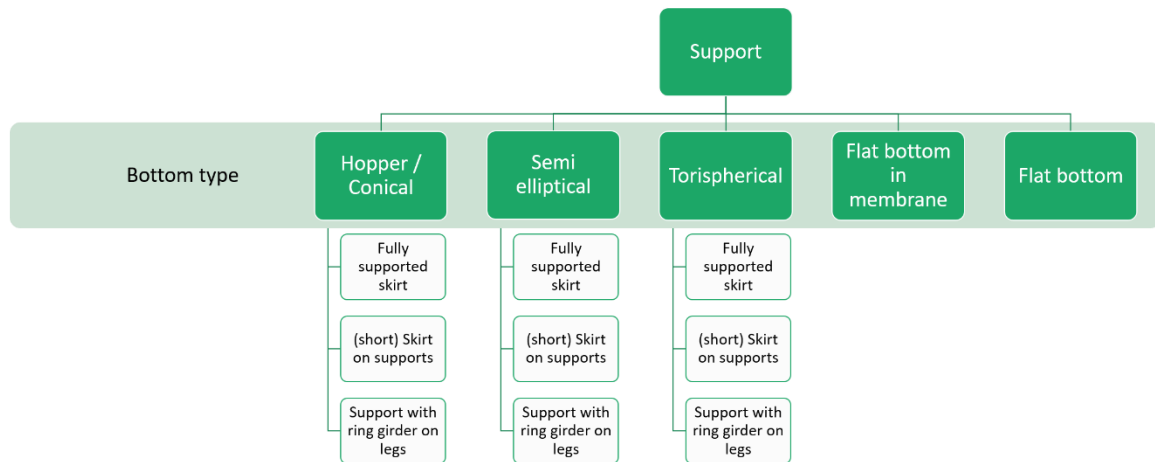 Support
Bottom type
Hopper /
Conical
Semi
elliptical
Torispherical
Flat bottom
in
membrane
Flat bottom
Fully
supported
skirt
(short) Skirt
on supports
Support with
ring girder on
legs
Fully
supported
skirt
(short) Skirt
on supports
Support with
ring girder on
legs
Fully
supported
skirt
(short) Skirt
on supports
Support with
ring girder on
legs